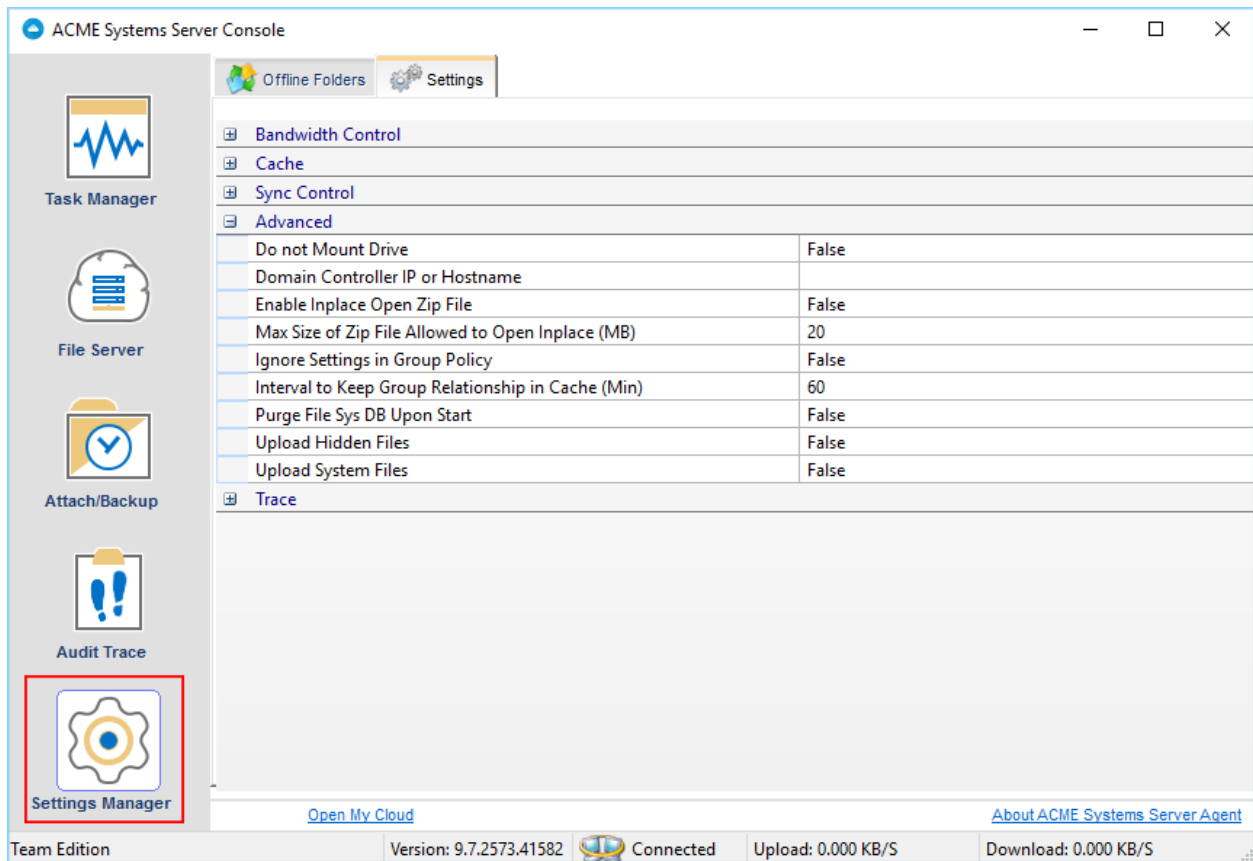 ACME Systems Server Console
Task Manager
File Server
Attach/Backup
Audit Trace
Settings Manager
Offline Folders Settings
Bandwidth Control
Cache
Sync Control
Advanced
Do not Mount Drive False
Domain Controller IP or Hostname
Enable Inplace Open Zip File False
Max Size of Zip File Allowed to Open Inplace (MB) 20
Ignore Settings in Group Policy False
Interval to Keep Group Relationship in Cache (Min) 60
Purge File Sys DB Upon Start False
Upload Hidden Files False
Upload System Files False
Trace
Open My Cloud About ACME Systems Server Agent
Team Edition Version: 9.7.2573.41582 Connected Upload: 0.000 KB/S Download: 0.000 KB/S